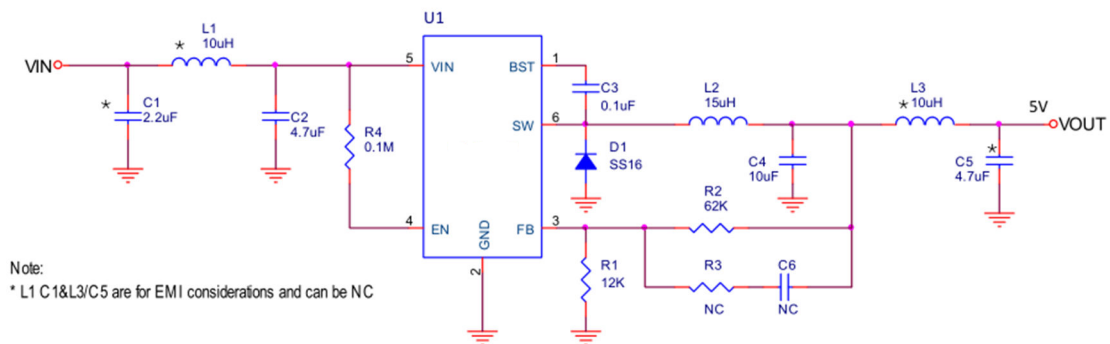 U1
L1
10uH
*
VIN
5
VIN
BST
1
C3
0.1uF
* C1
2.2uF
C2
4.7uF
R4
0.1M
SW
6
L2
15uH
L3
* 10uH
5V
VOUT
D1
SS16
C4
10uF
*
C5
4.7uF
4
EN
GND
2
FB
3
R2
62K
R1
12K
R3
NC
C6
NC
Note:
* L1 C1&L3/C5 are for EMI considerations and can be NC